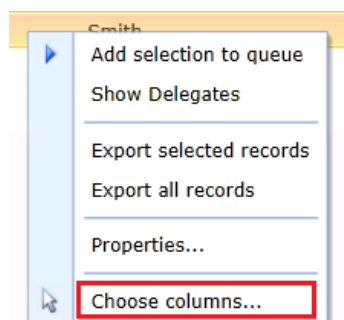 Smith
Add selection to queue
Show Delegates
Export selected records
Export all records
Properties...
Choose columns...